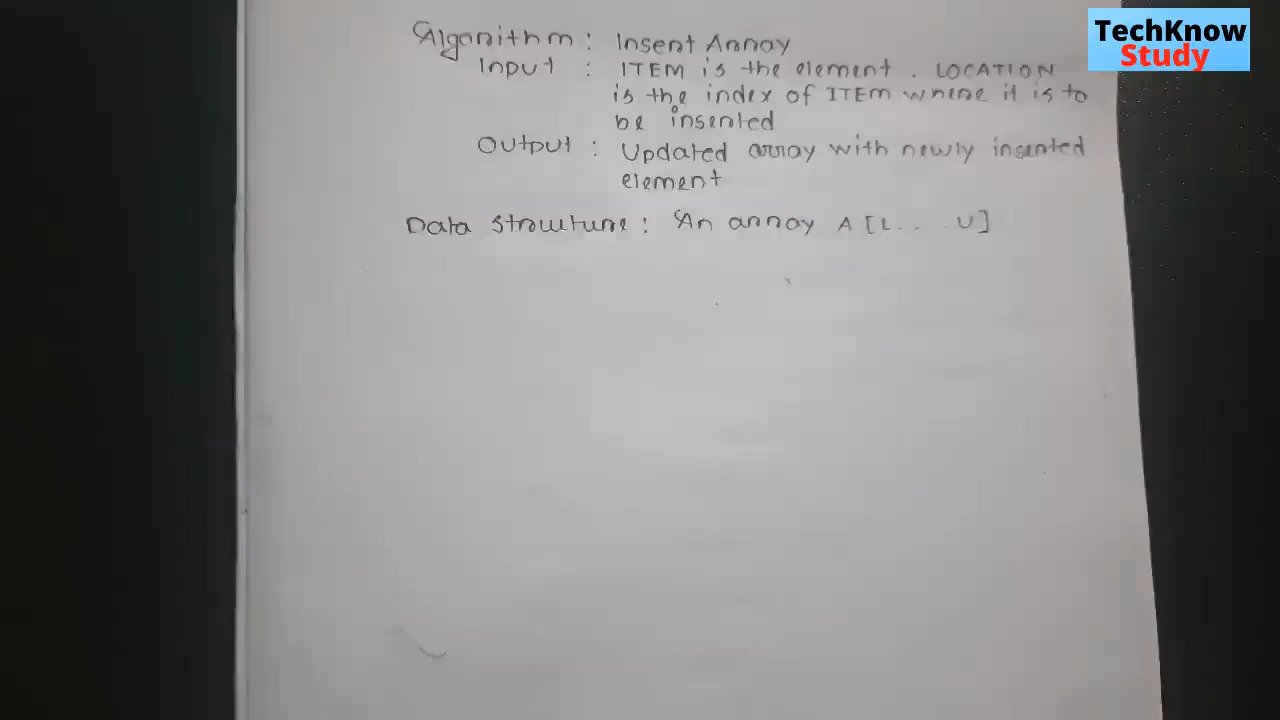 Algorithm : Insert Array
Input : ITEM is the element. LOCATION
is the index of ITEM where it is to
be inserted
Output : Updated array with newly inserted
element
Data Structure : An array A [L... U]
TechKnow
Study